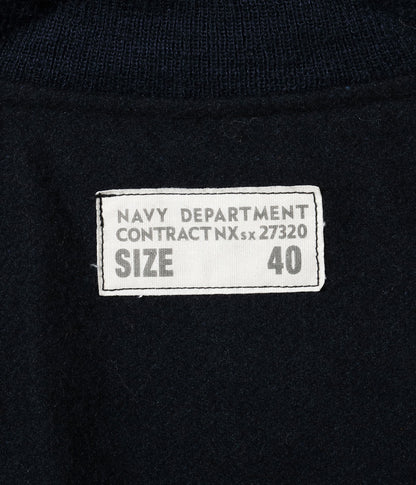 NAVY DEPARTMENT
CONTRACT NXsx 27320
SIZE 40